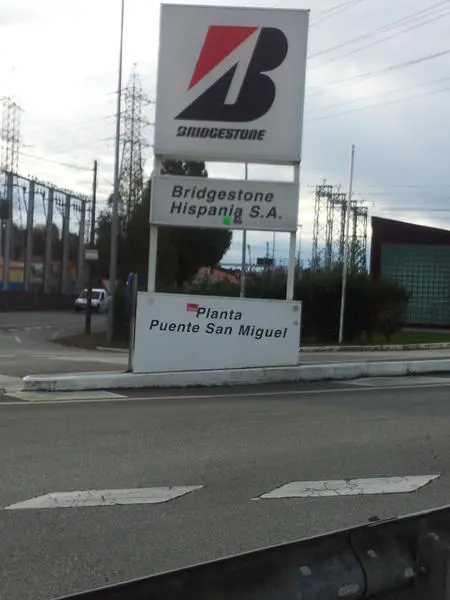 BRIDGESTONE
Bridgestone
Hispania S.A.
Planta
Puente San Miguel